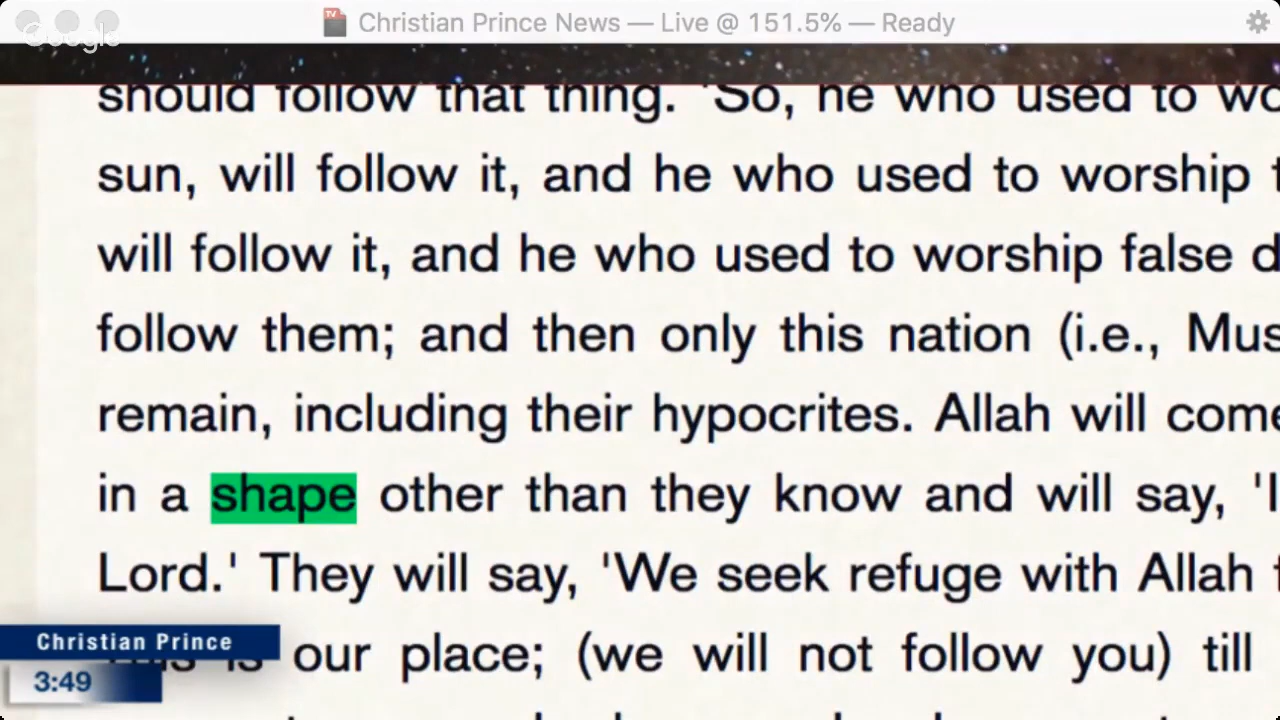 Christian Prince News — Live @ 151.5% — Ready
Google
should follow that thing. 'So, he who used to
sun, will follow it, and he who used to worship
will follow it, and he who used to worship false
follow them; and then only this nation (i.e.,
remain, including their hypocrites. Allah will
in a shape other than they know and will say,
Lord.' They will say, 'We seek refuge with Allah
This is our place; (we will not follow you) till
Christian Prince
3:49